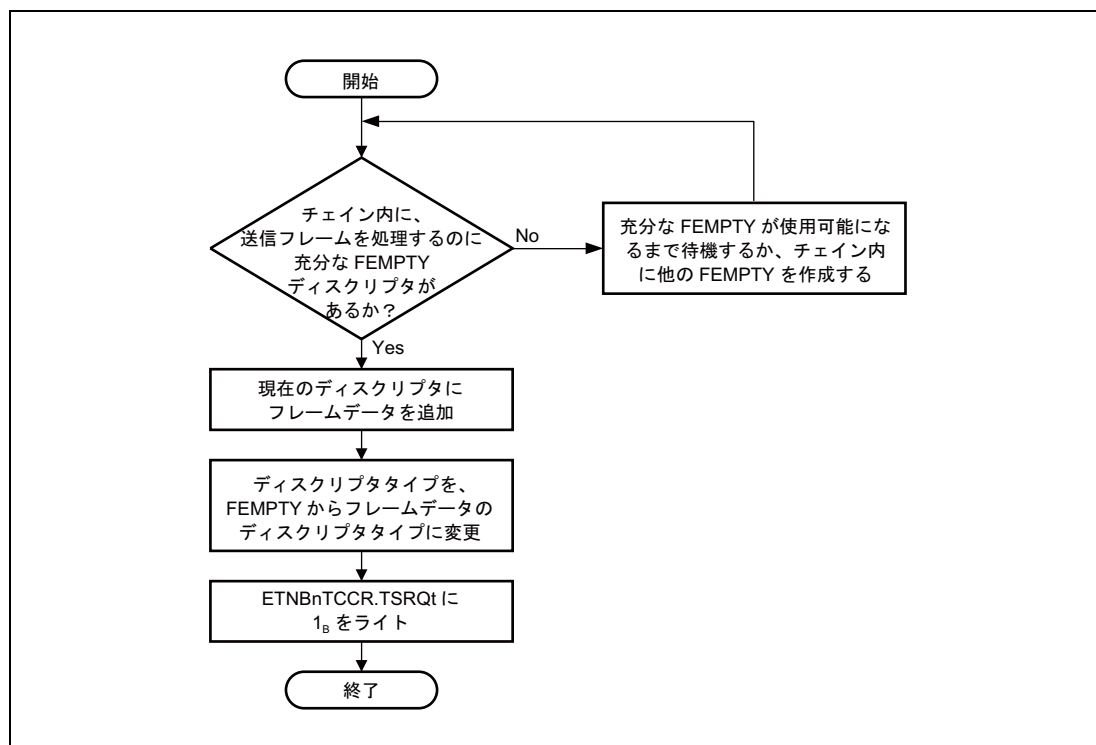 開始
チェイン内に、
送信フレームを処理するのに
充分な FEMPTY
ディスクリプタが
あるか?
No
充分な FEMPTY が使用可能にな
るまで待機するか、チェイン内
に他の FEMPTY を作成する
Yes
現在のディスクリプタに
フレームデータを追加
ディスクリプタタイプを、
FEMPTY からフレームデータの
ディスクリプタタイプに変更
ETNBnTCCR.TSRQt に
1B をライト
終了